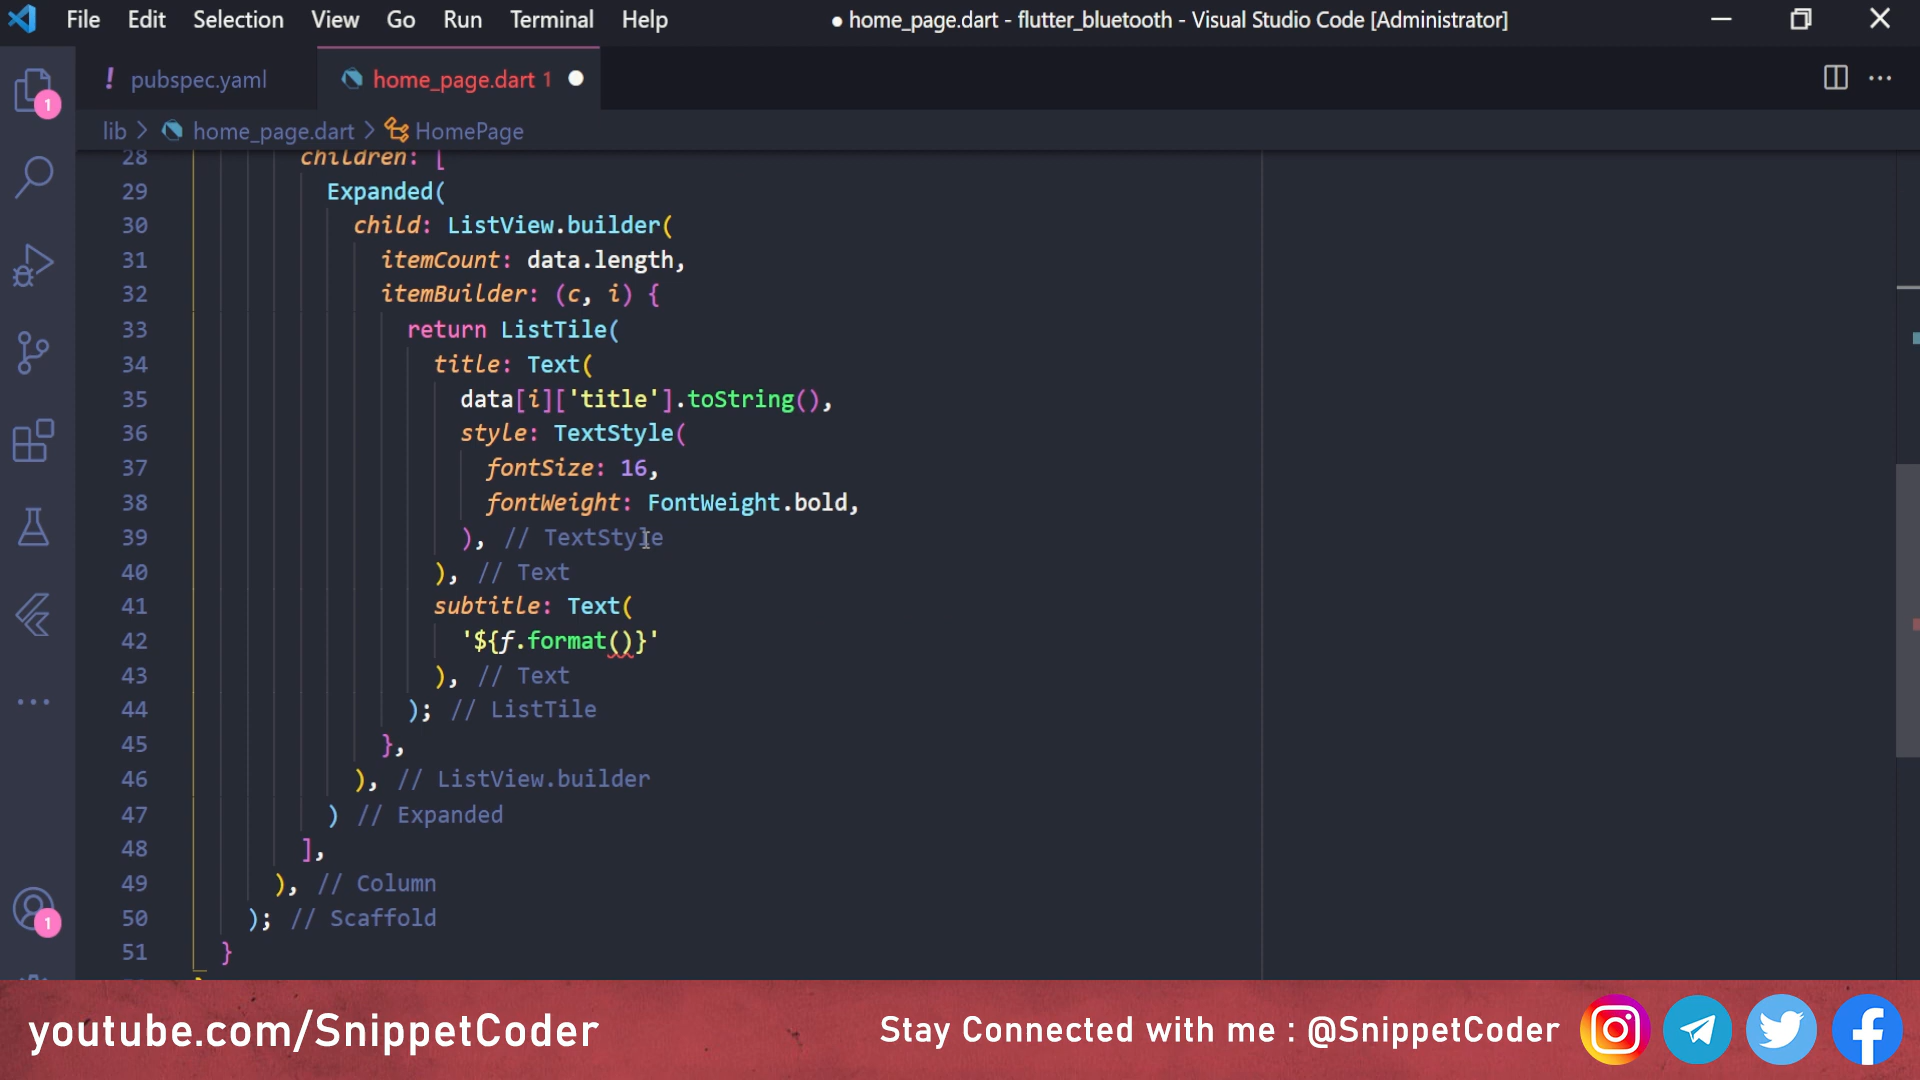 File Edit Selection View Go Run Terminal Help ● home_page.dart - flutter_bluetooth - Visual Studio Code [Administrator]
! pubspec.yaml home_page.dart 1
lib > home_page.dart > HomePage
28 children: [
29 Expanded(
30 child: ListView.builder(
31 itemCount: data.length,
32 itemBuilder: (c, i) {
33 return ListTile(
34 title: Text(
35 data[i]['title'].toString(),
36 style: TextStyle(
37 fontSize: 16,
38 fontWeight: FontWeight.bold,
39 ), // TextStyle
40 ), // Text
41 subtitle: Text(
42 '${f.format()}'
43 ), // Text
44 ); // ListTile
45 },
46 ), // ListView.builder
47 ) // Expanded
48 ],
49 ), // Column
50 ); // Scaffold
51 }
1
1
youtube.com/SnippetCoder
Stay Connected with me : @SnippetCoder